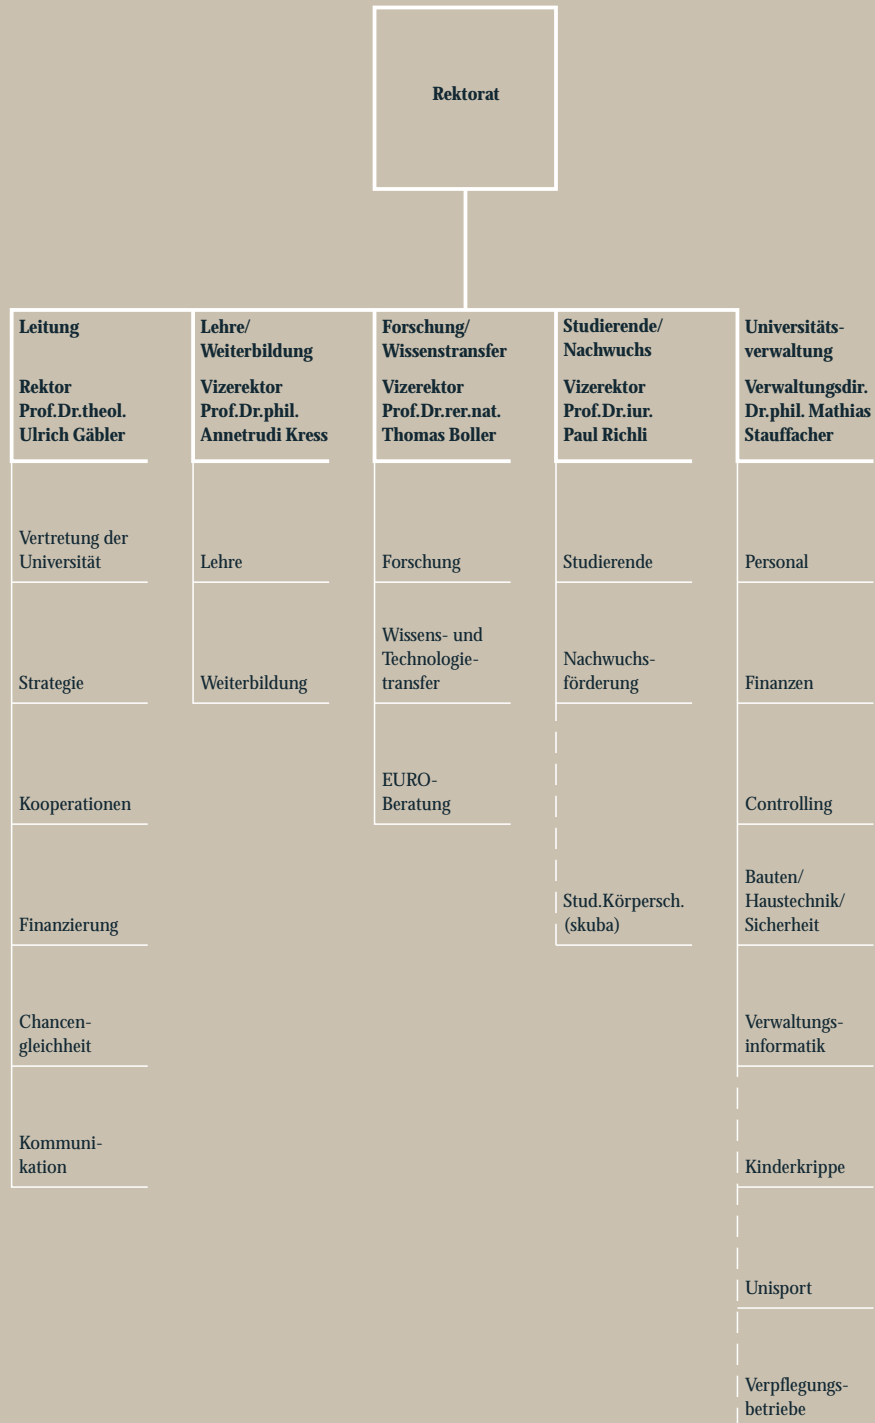 Rektorat
Leitung
Rektor
Prof.Dr.theol.
Ulrich Gäbler
Vertretung der
Universität
Strategie
Kooperationen
Finanzierung
Chancen-
gleichheit
Kommuni-
kation
Lehre/
Weiterbildung
Vizerektor
Prof.Dr.phil.
Annetrudi Kress
Lehre
Weiterbildung
Forschung/
Wissenstransfer
Vizerektor
Prof.Dr.rer.nat.
Thomas Boller
Forschung
Wissens- und
Technologie-
transfer
EURO-
Beratung
Studierende/
Nachwuchs
Vizerektor
Prof.Dr.iur.
Paul Richli
Studierende
Nachwuchs-
förderung
Stud.Körpersch.
(skuba)
Universitäts-
verwaltung
Verwaltungsdir.
Dr.phil. Mathias
Stauffacher
Personal
Finanzen
Controlling
Bauten/
Haustechnik/
Sicherheit
Verwaltungs-
informatik
Kinderkrippe
Unisport
Verpflegungs-
betriebe